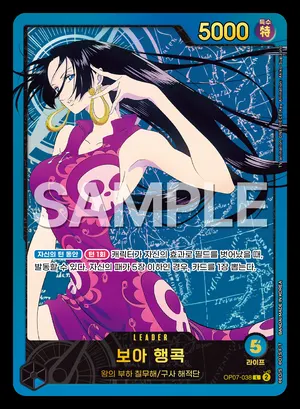 5000
특수
特
SAMPLE
자신의 턴 동안 턴 1회 캐릭터가 자신의 효과로 필드를 벗어났을 때,
발동할 수 있다. 자신의 패가 5장 이하인 경우, 카드를 1장 뽑는다.
LEADER
보아 행콕
왕의 부하 칠무해/구사 해적단
5
라이프
OP07-038 L
2